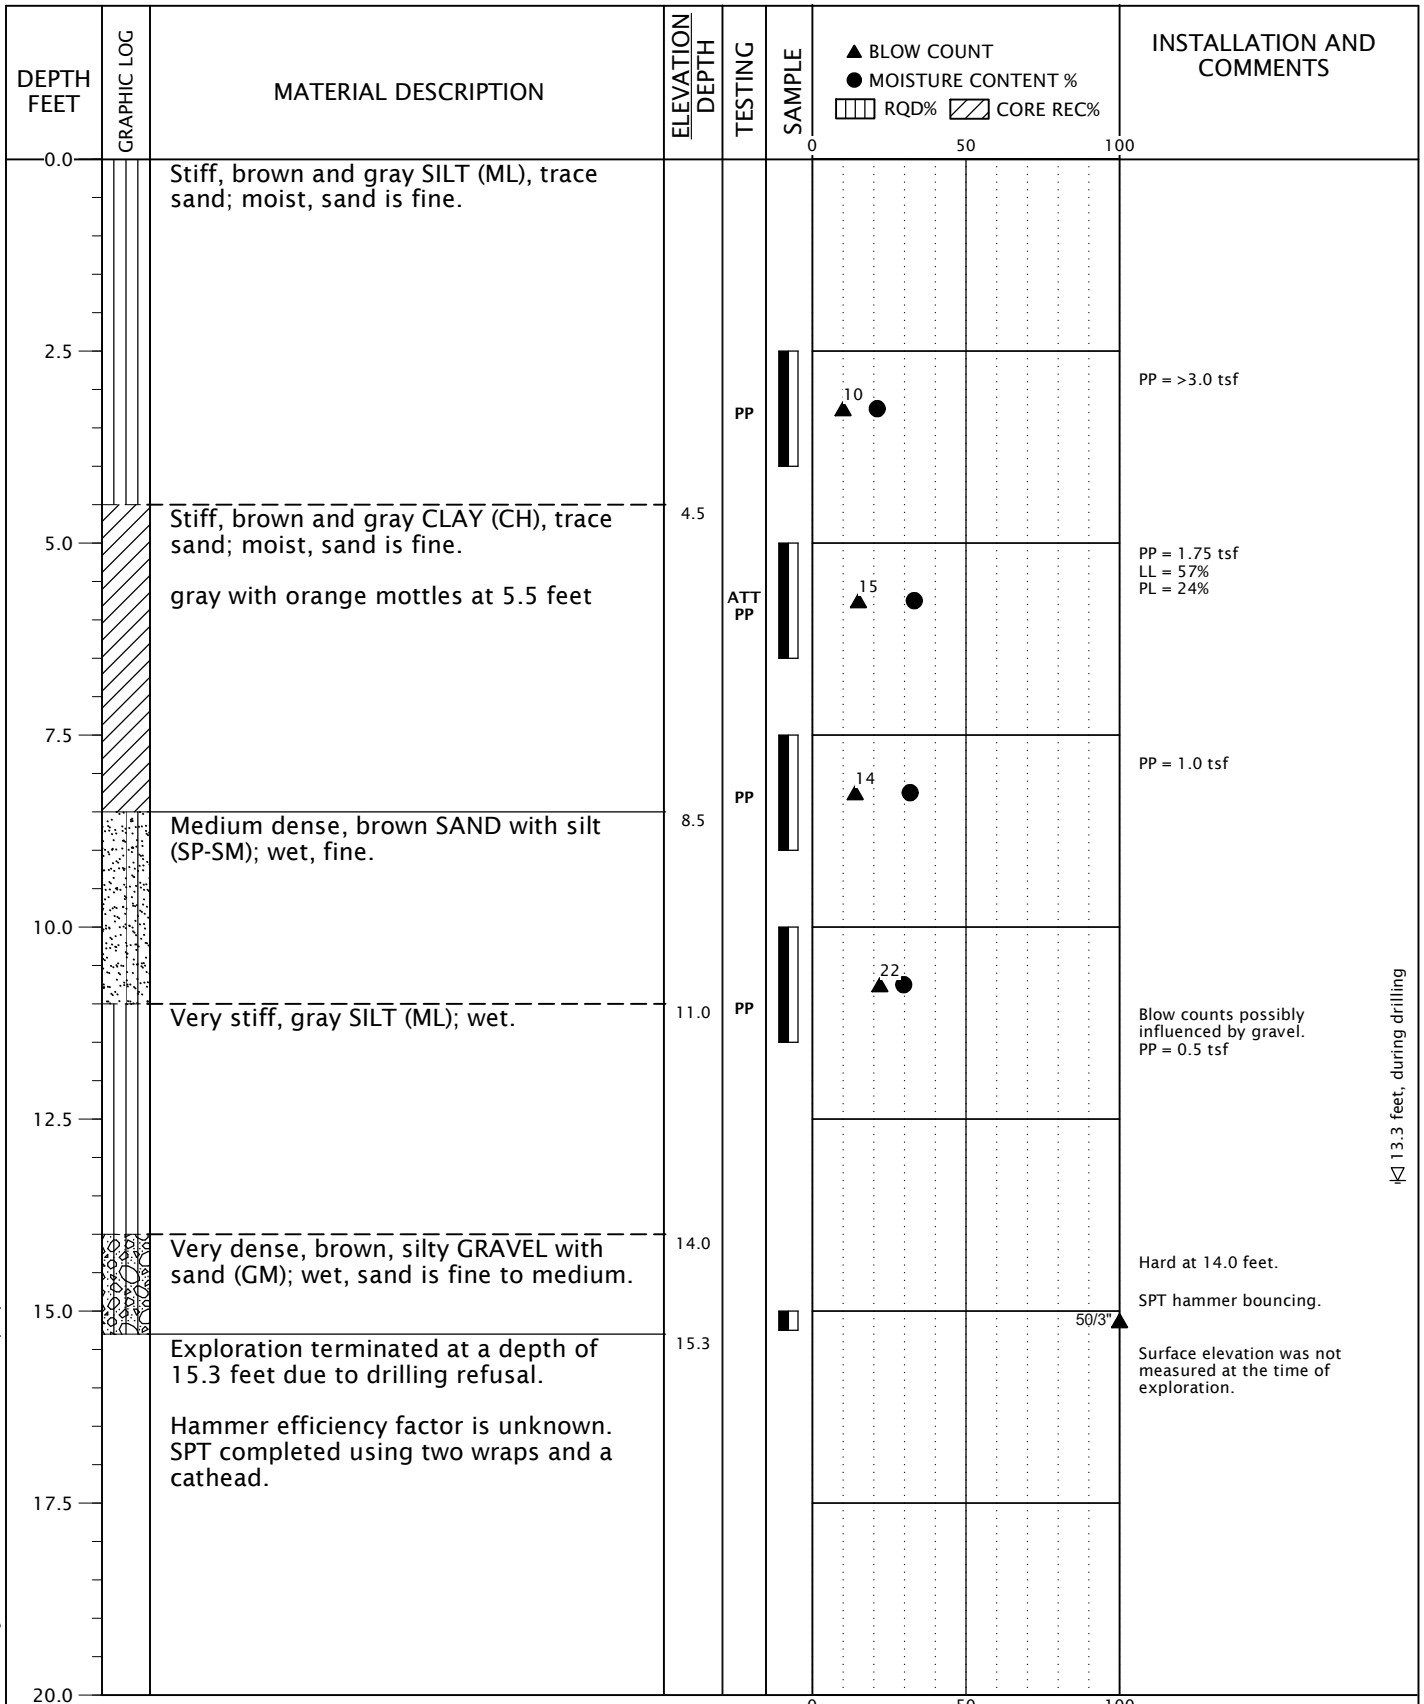 DEPTH
FEET
GRAPHIC LOG
MATERIAL DESCRIPTION
ELEVATION
DEPTH
TESTING
SAMPLE
▲ BLOW COUNT
● MOISTURE CONTENT %
RQD% CORE REC%
INSTALLATION AND
COMMENTS
0 50 100
0.0
Stiff, brown and gray SILT (ML), trace
sand; moist, sand is fine.
2.5
PP
10
PP = >3.0 tsf
4.5
Stiff, brown and gray CLAY (CH), trace
sand; moist, sand is fine.
gray with orange mottles at 5.5 feet
5.0
ATT
PP
15
PP = 1.75 tsf
LL = 57%
PL = 24%
7.5
PP
14
PP = 1.0 tsf
8.5
Medium dense, brown SAND with silt
(SP-SM); wet, fine.
10.0
22
11.0
Very stiff, gray SILT (ML); wet.
PP
Blow counts possibly
influenced by gravel.
PP = 0.5 tsf
13.3 feet, during drilling
12.5
14.0
Very dense, brown, silty GRAVEL with
sand (GM); wet, sand is fine to medium.
Hard at 14.0 feet.
SPT hammer bouncing.
15.0
50/3"
15.3
Exploration terminated at a depth of
15.3 feet due to drilling refusal.
Surface elevation was not
measured at the time of
exploration.
Hammer efficiency factor is unknown.
SPT completed using two wraps and a
cathead.
17.5
20.0
0 50 100